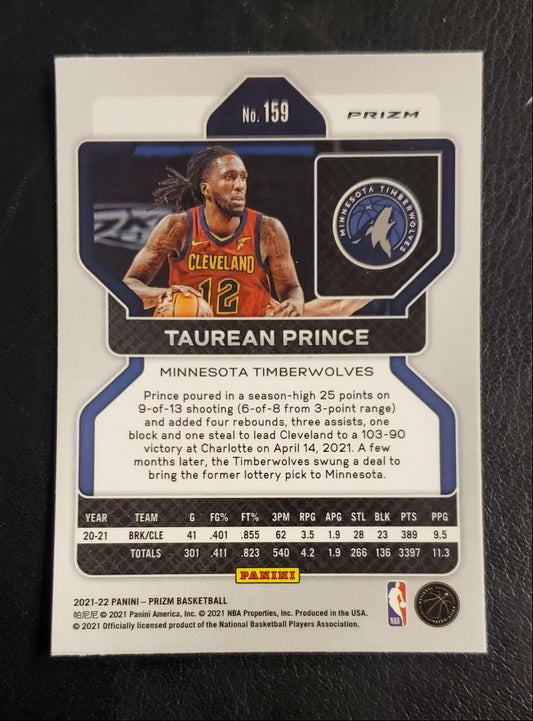 No. 159
PRIZM
MINNESOTA TIMBERWOLVES
CLEVELAND
12
TAUREAN PRINCE
MINNESOTA TIMBERWOLVES
Prince poured in a season-high 25 points on
9-of-13 shooting (6-of-8 from 3-point range)
and added four rebounds, three assists, one
block and one steal to lead Cleveland to a 103-90
victory at Charlotte on April 14, 2021. A few
months later, the Timberwolves swung a deal to
bring the former lottery pick to Minnesota.
YEAR TEAM G FG% FT% 3PM RPG APG STL BLK PTS PPG
20-21 BRK/CLE 41 .401 .855 62 3.5 1.9 28 23 389 9.5
TOTALS 301 .411 .823 540 4.2 1.9 266 136 3397 11.3
PANINI
2021-22 PANINI – PRIZM BASKETBALL
帕尼尼 © 2021 Panini America, Inc. © 2021 NBA Properties, Inc. Produced in the USA.
© 2021 Officially licensed product of the National Basketball Players Association.
NBA